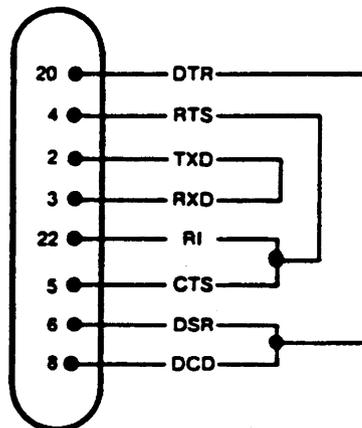 20 DTR
4 RTS
2 TXD
3 RXD
22 RI
5 CTS
6 DSR
8 DCD